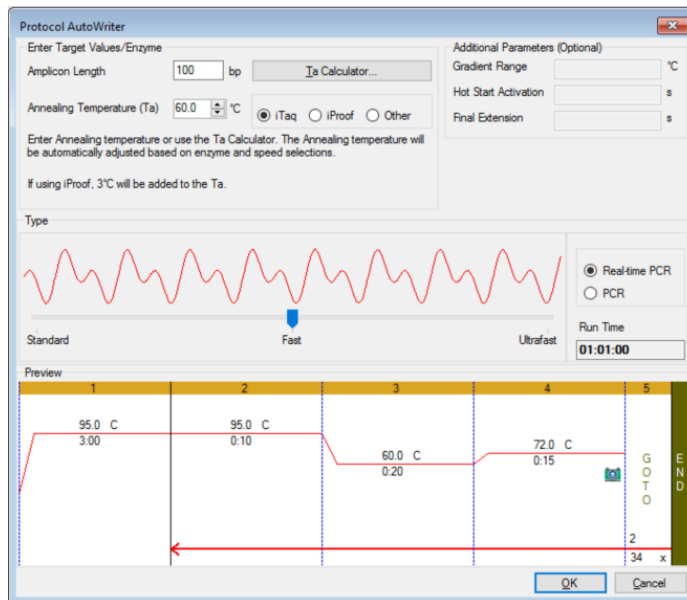 Protocol AutoWriter
Enter Target Values/Enzyme
Amplicon Length 100 bp Ta Calculator...
Annealing Temperature (Ta) 60.0 °C iTaq iProof Other
Enter Annealing temperature or use the Ta Calculator. The Annealing temperature will
be automatically adjusted based on enzyme and speed selections.
If using iProof, 3°C will be added to the Ta.
Additional Parameters (Optional)
Gradient Range °C
Hot Start Activation s
Final Extension s
Type
Standard Fast Ultrafast
Real-time PCR
PCR
Run Time
01:01:00
Preview
1 2 3 4 5
95.0 C
3:00
95.0 C
0:10
60.0 C
0:20
72.0 C
0:15
GOTO
2
34 x
END
OK Cancel